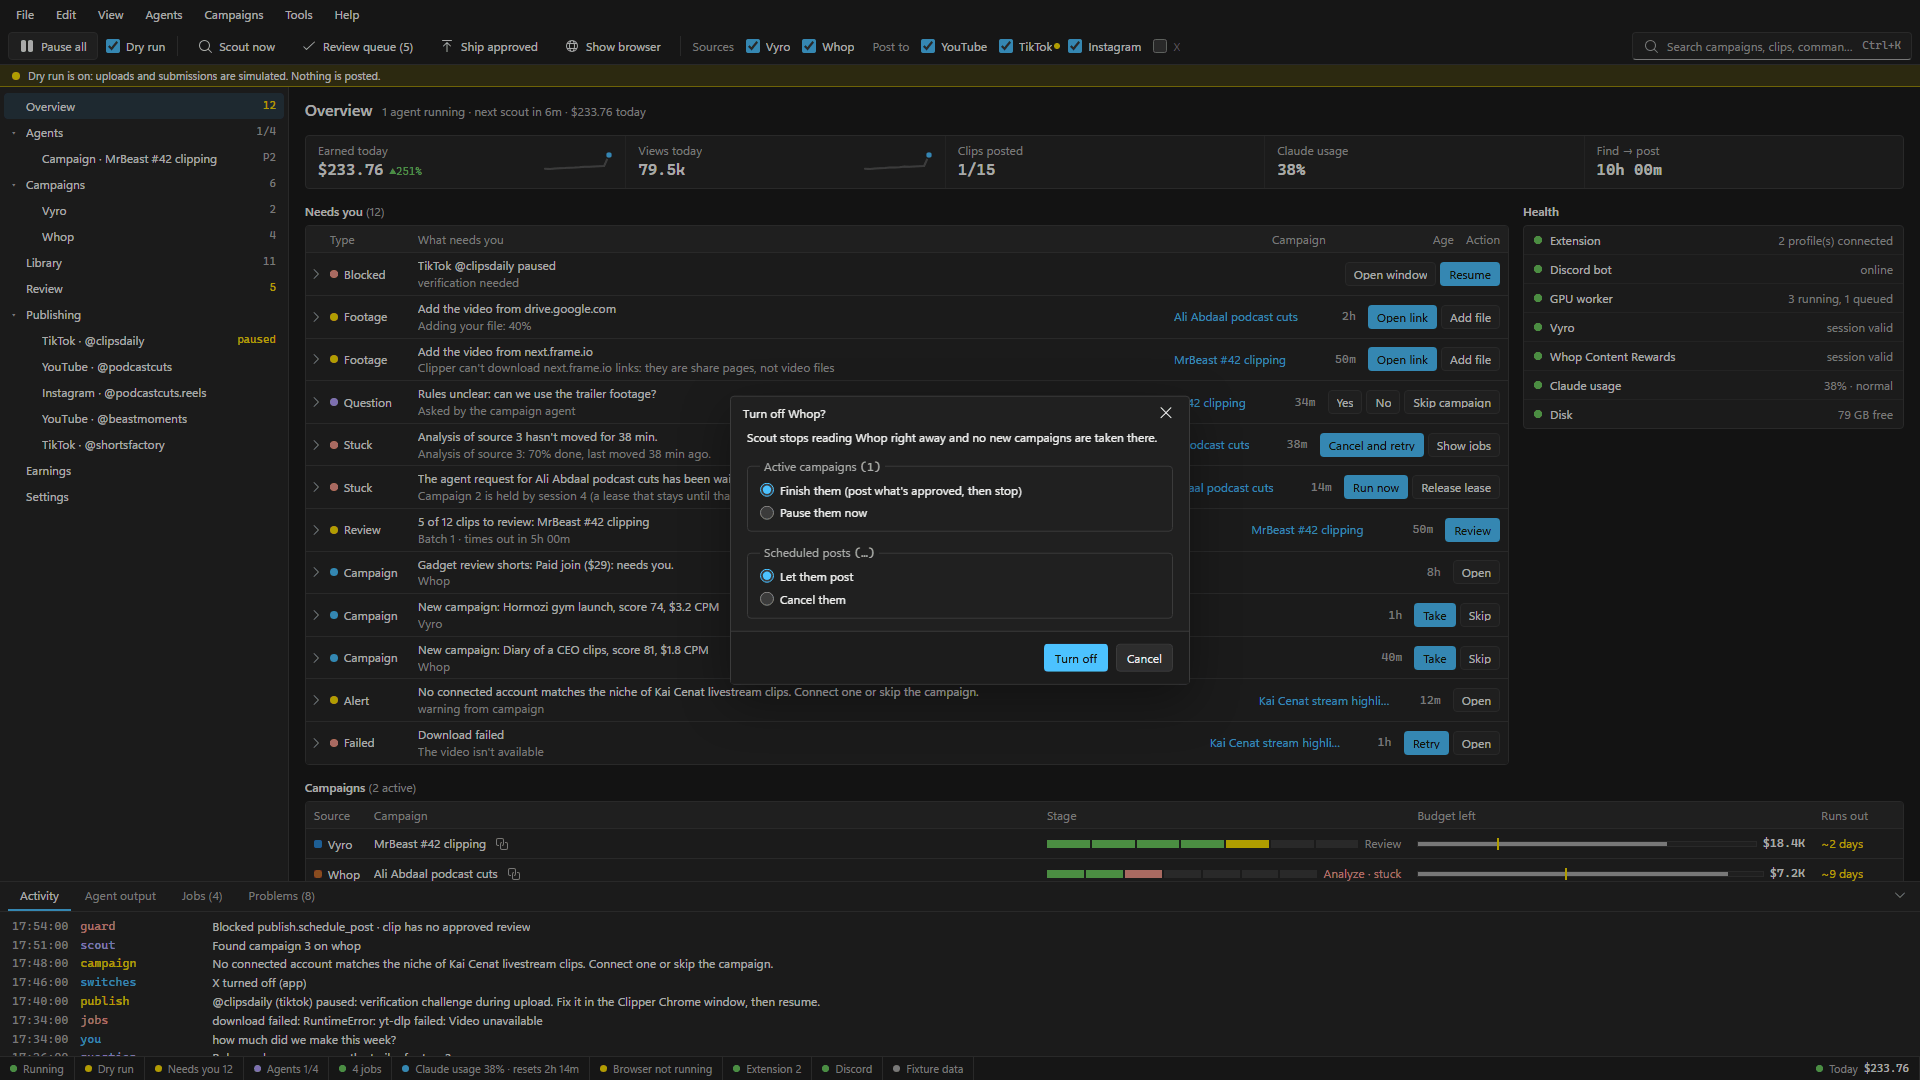 File Edit View Agents Campaigns Tools Help
Pause all Dry run Scout now Review queue (5) Ship approved Show browser Sources Vyro Whop Post to YouTube TikTok Instagram X Search campaigns, clips, comman... Ctrl+K
Dry run is on: uploads and submissions are simulated. Nothing is posted.
Overview 12
Agents 1/4
Campaign · MrBeast #42 clipping P2
Campaigns 6
Vyro 2
Whop 4
Library 11
Review 5
Publishing
TikTok · @clipsdaily paused
YouTube · @podcastcuts
Instagram · @podcastcuts.reels
YouTube · @beastmoments
TikTok · @shortsfactory
Earnings
Settings
Overview 1 agent running · next scout in 6m · $233.76 today
Earned today
$233.76 ▲251%
Views today
79.5k
Clips posted
1/15
Claude usage
38%
Find → post
10h 00m
Needs you (12)
Type What needs you Campaign Age Action
Blocked TikTok @clipsdaily paused Open window Resume
verification needed
Footage Add the video from drive.google.com Ali Abdaal podcast cuts 2h Open link Add file
Adding your file: 40%
Footage Add the video from next.frame.io MrBeast #42 clipping 50m Open link Add file
Clipper can't download next.frame.io links: they are share pages, not video files
Question Rules unclear: can we use the trailer footage? 42 clipping 34m Yes No Skip campaign
Asked by the campaign agent
Stuck Analysis of source 3 hasn't moved for 38 min. odcast cuts 38m Cancel and retry Show jobs
Analysis of source 3: 70% done, last moved 38 min ago.
Stuck The agent request for Ali Abdaal podcast cuts has been wai aal podcast cuts 14m Run now Release lease
Campaign 2 is held by session 4 (a lease that stays until tha
Review 5 of 12 clips to review: MrBeast #42 clipping MrBeast #42 clipping 50m Review
Batch 1 · times out in 5h 00m
Campaign Gadget review shorts: Paid join ($29): needs you. 8h Open
Whop
Campaign New campaign: Hormozi gym launch, score 74, $3.2 CPM 1h Take Skip
Vyro
Campaign New campaign: Diary of a CEO clips, score 81, $1.8 CPM 40m Take Skip
Whop
Alert No connected account matches the niche of Kai Cenat livestream clips. Connect one or skip the campaign. Kai Cenat stream highli... 12m Open
warning from campaign
Failed Download failed Kai Cenat stream highli... 1h Retry Open
The video isn't available
Turn off Whop?
Scout stops reading Whop right away and no new campaigns are taken there.
Active campaigns (1)
Finish them (post what's approved, then stop)
Pause them now
Scheduled posts (…)
Let them post
Cancel them
Turn off Cancel
Health
Extension 2 profile(s) connected
Discord bot online
GPU worker 3 running, 1 queued
Vyro session valid
Whop Content Rewards session valid
Claude usage 38% · normal
Disk 79 GB free
Campaigns (2 active)
Source Campaign Stage Budget left Runs out
Vyro MrBeast #42 clipping Review $18.4K ~2 days
Whop Ali Abdaal podcast cuts Analyze · stuck $7.2K ~9 days
Activity Agent output Jobs (4) Problems (8)
17:54:00 guard Blocked publish.schedule_post · clip has no approved review
17:51:00 scout Found campaign 3 on whop
17:48:00 campaign No connected account matches the niche of Kai Cenat livestream clips. Connect one or skip the campaign.
17:46:00 switches X turned off (app)
17:40:00 publish @clipsdaily (tiktok) paused: verification challenge during upload. Fix it in the Clipper Chrome window, then resume.
17:34:00 jobs download failed: RuntimeError: yt-dlp failed: Video unavailable
17:34:00 you how much did we make this week?
Running Dry run Needs you 12 Agents 1/4 4 jobs Claude usage 38% · resets 2h 14m Browser not running Extension 2 Discord Fixture data Today $233.76